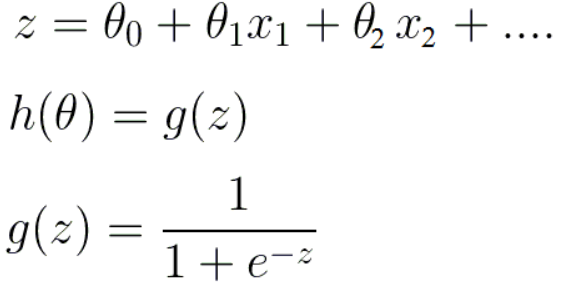 z = θ₀ + θ₁x₁ + θ₂ x₂ + ....
h(θ) = g(z)
g(z) = 1 / (1 + e⁻ᶻ)